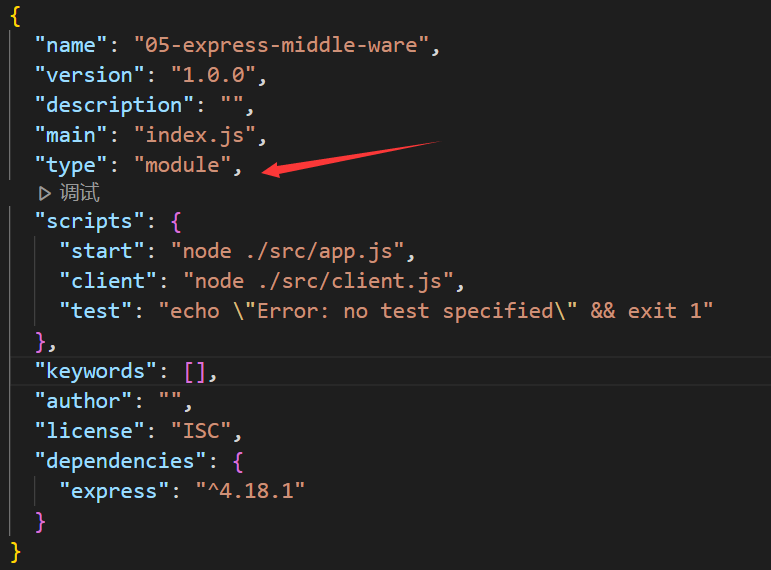 {
"name": "05-express-middle-ware",
"version": "1.0.0",
"description": "",
"main": "index.js",
"type": "module",
调试
"scripts": {
"start": "node ./src/app.js",
"client": "node ./src/client.js",
"test": "echo \"Error: no test specified\" && exit 1"
},
"keywords": [],
"author": "",
"license": "ISC",
"dependencies": {
"express": "^4.18.1"
}
}